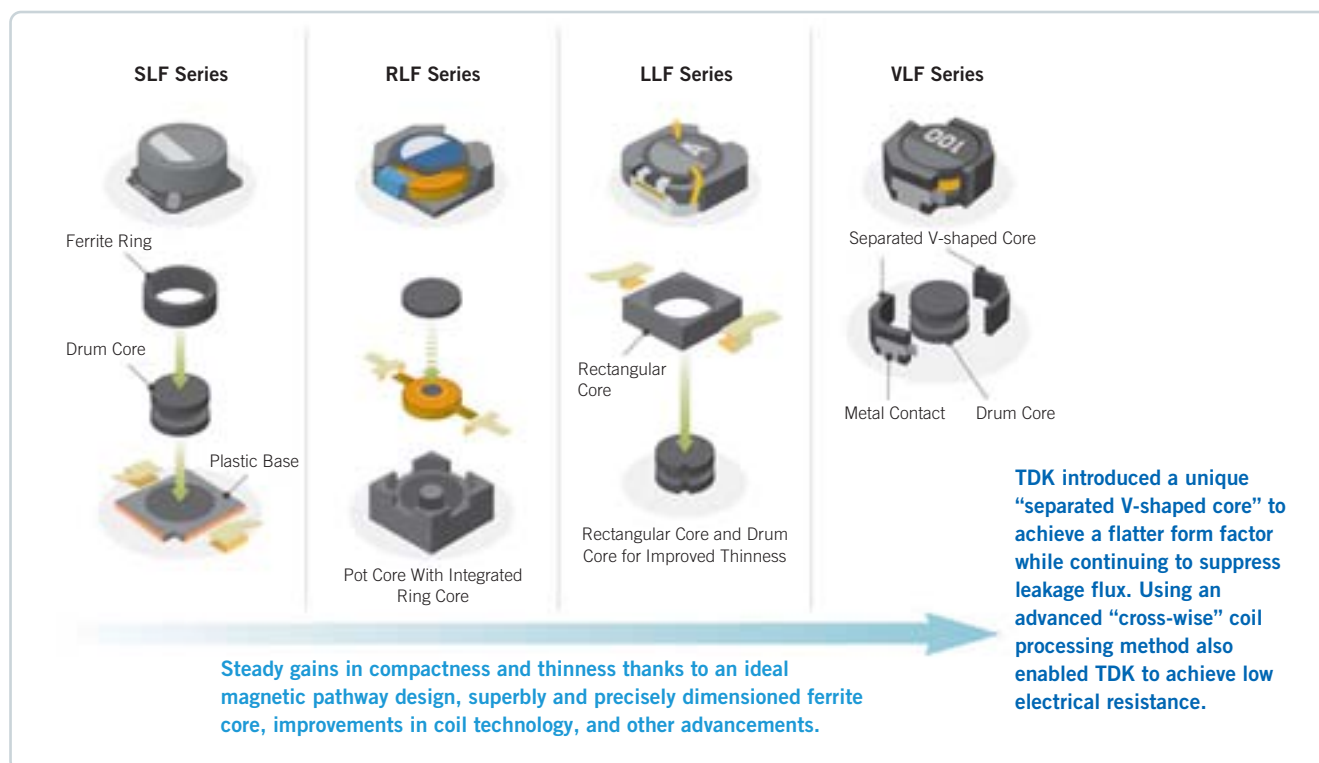 SLF Series
RLF Series
LLF Series
VLF Series
Ferrite Ring
Drum Core
Plastic Base
Pot Core With Integrated
Ring Core
A
Rectangular
Core
Rectangular Core and Drum
Core for Improved Thinness
100
Separated V-shaped Core
Metal Contact
Drum Core
Steady gains in compactness and thinness thanks to an ideal
magnetic pathway design, superbly and precisely dimensioned ferrite
core, improvements in coil technology, and other advancements.
TDK introduced a unique
“separated V-shaped core” to
achieve a flatter form factor
while continuing to suppress
leakage flux. Using an
advanced “cross-wise” coil
processing method also
enabled TDK to achieve low
electrical resistance.